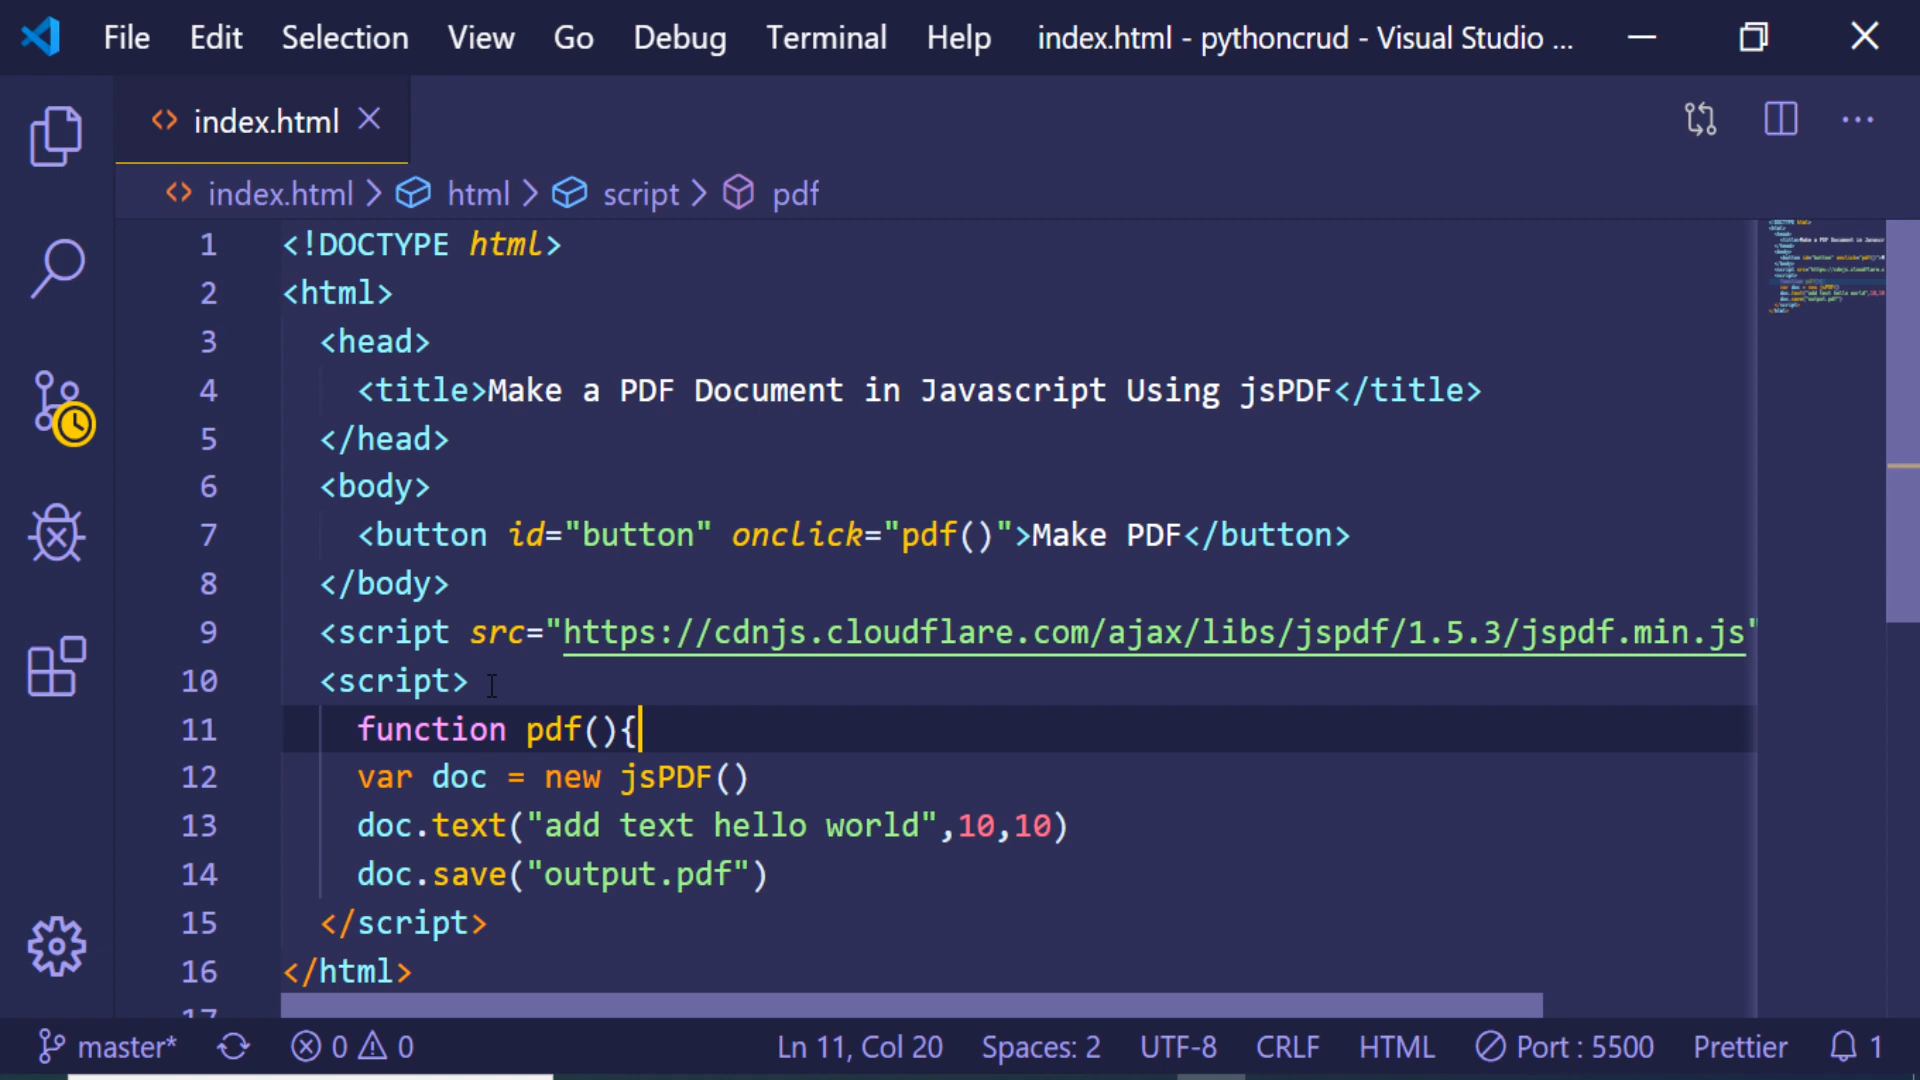 File Edit Selection View Go Debug Terminal Help index.html - pythoncrud - Visual Studio ...
index.html
index.html > html > script > pdf
1 <!DOCTYPE html>
2 <html>
3 <head>
4 <title>Make a PDF Document in Javascript Using jsPDF</title>
5 </head>
6 <body>
7 <button id="button" onclick="pdf()">Make PDF</button>
8 </body>
9 <script src="https://cdnjs.cloudflare.com/ajax/libs/jspdf/1.5.3/jspdf.min.js"
10 <script>
11 function pdf(){
12 var doc = new jsPDF()
13 doc.text("add text hello world",10,10)
14 doc.save("output.pdf")
15 </script>
16 </html>
17
master* 0 0 Ln 11, Col 20 Spaces: 2 UTF-8 CRLF HTML Port : 5500 Prettier 1